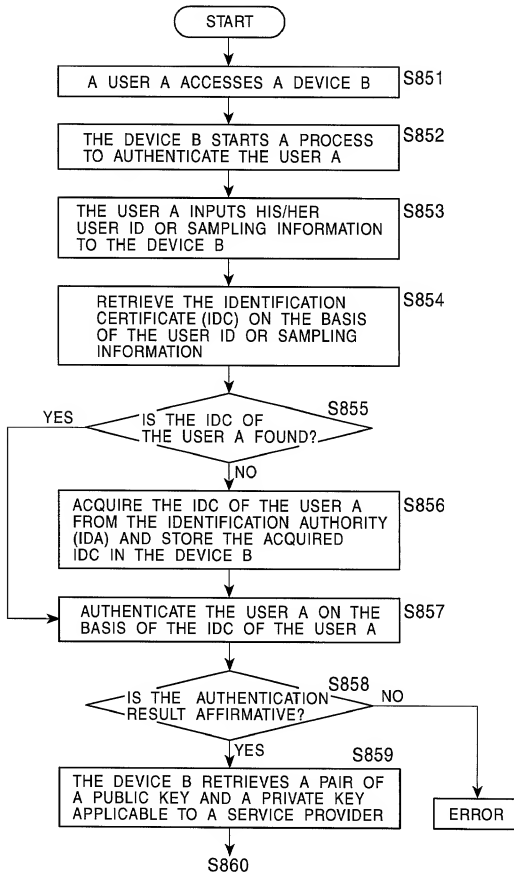 START
A USER A ACCESSES A DEVICE B
S851
THE DEVICE B STARTS A PROCESS
TO AUTHENTICATE THE USER A
S852
THE USER A INPUTS HIS/HER
USER ID OR SAMPLING INFORMATION
TO THE DEVICE B
S853
RETRIEVE THE IDENTIFICATION
CERTIFICATE (IDC) ON THE BASIS
OF THE USER ID OR SAMPLING
INFORMATION
S854
S855
YES
IS THE IDC OF
THE USER A FOUND?
NO
ACQUIRE THE IDC OF THE USER A
FROM THE IDENTIFICATION AUTHORITY
(IDA) AND STORE THE ACQUIRED
IDC IN THE DEVICE B
S856
AUTHENTICATE THE USER A ON THE
BASIS OF THE IDC OF THE USER A
S857
S858
IS THE AUTHENTICATION
RESULT AFFIRMATIVE?
NO
YES
S859
THE DEVICE B RETRIEVES A PAIR OF
A PUBLIC KEY AND A PRIVATE KEY
APPLICABLE TO A SERVICE PROVIDER
ERROR
S860